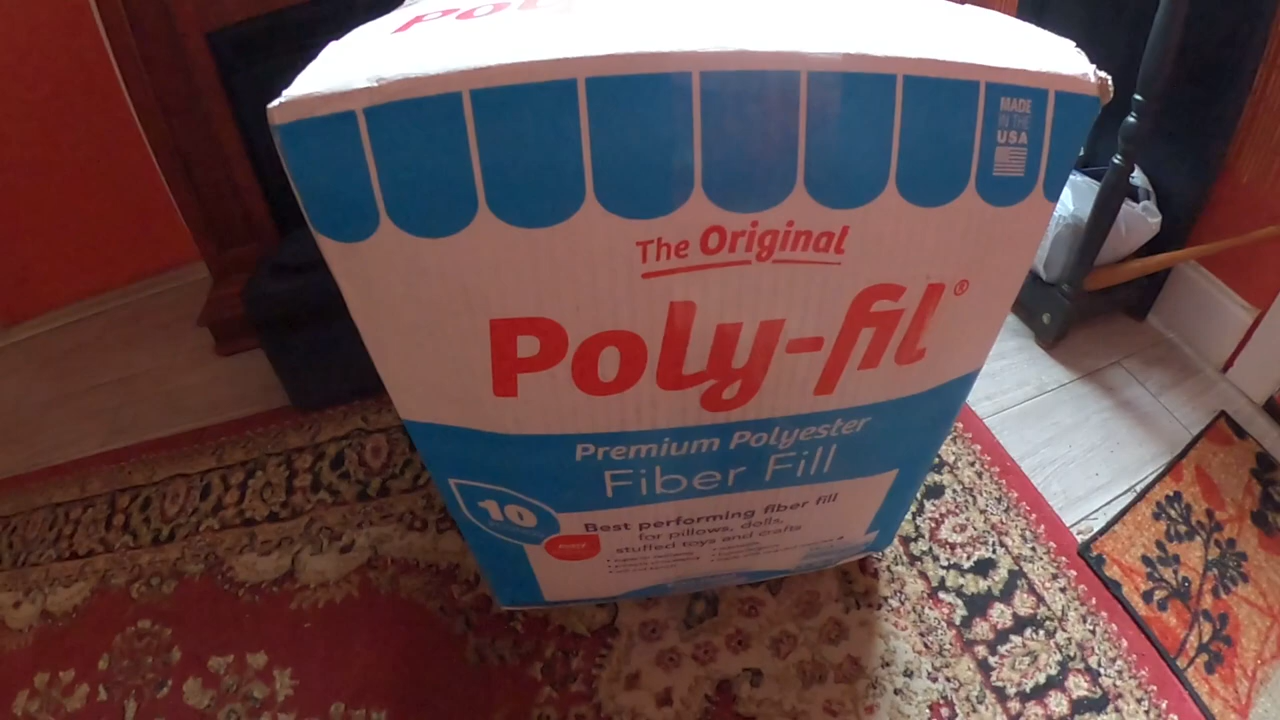 Pol
MADE
IN THE
USA
The Original
Poly-fil®
Premium Polyester
Fiber Fill
10
Best performing fiber fill
for pillows, dolls,
stuffed toys and crafts